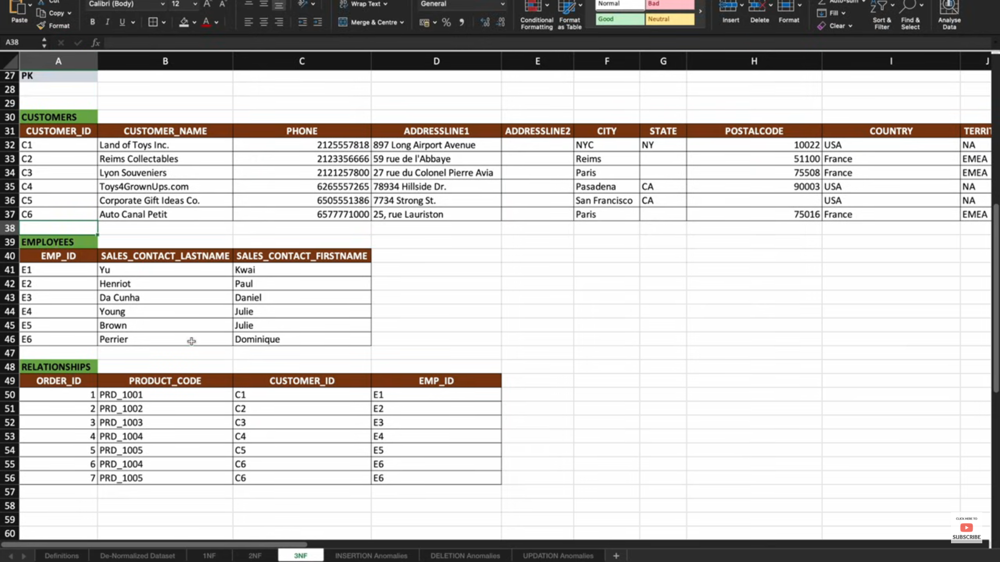 Paste Cut Calibri (Body) 12 A A Wrap Text General Normal Bad Auto-sum
Copy Fill
Format B I U A Merge & Centre % Conditional Formatting Format as Table Good Neutral Insert Delete Format Clear Sort & Filter Find & Select Analyse Data
A38 fx
A B C D E F G H I J
27 PK
28
29
30 CUSTOMERS
31 CUSTOMER_ID CUSTOMER_NAME PHONE ADDRESSLINE1 ADDRESSLINE2 CITY STATE POSTALCODE COUNTRY TERRI
32 C1 Land of Toys Inc. 2125557818 897 Long Airport Avenue NYC NY 10022 USA NA
33 C2 Reims Collectables 2123356666 59 rue de l'Abbaye Reims 51100 France EMEA
34 C3 Lyon Souveniers 2121257800 27 rue du Colonel Pierre Avia Paris 75508 France EMEA
35 C4 Toys4GrownUps.com 6265557265 78934 Hillside Dr. Pasadena CA 90003 USA NA
36 C5 Corporate Gift Ideas Co. 6505551386 7734 Strong St. San Francisco CA USA NA
37 C6 Auto Canal Petit 6577771000 25, rue Lauriston Paris 75016 France EMEA
38
39 EMPLOYEES
40 EMP_ID SALES_CONTACT_LASTNAME SALES_CONTACT_FIRSTNAME
41 E1 Yu Kwai
42 E2 Henriot Paul
43 E3 Da Cunha Daniel
44 E4 Young Julie
45 E5 Brown Julie
46 E6 Perrier Dominique
47
48 RELATIONSHIPS
49 ORDER_ID PRODUCT_CODE CUSTOMER_ID EMP_ID
50 1 PRD_1001 C1 E1
51 2 PRD_1002 C2 E2
52 3 PRD_1003 C3 E3
53 4 PRD_1004 C4 E4
54 5 PRD_1005 C5 E5
55 6 PRD_1004 C6 E6
56 7 PRD_1005 C6 E6
57
58
59
60
CLICK HERE TO
SUBSCRIBE
Definitions De-Normalized Dataset 1NF 2NF 3NF INSERTION Anomalies DELETION Anomalies UPDATION Anomalies +